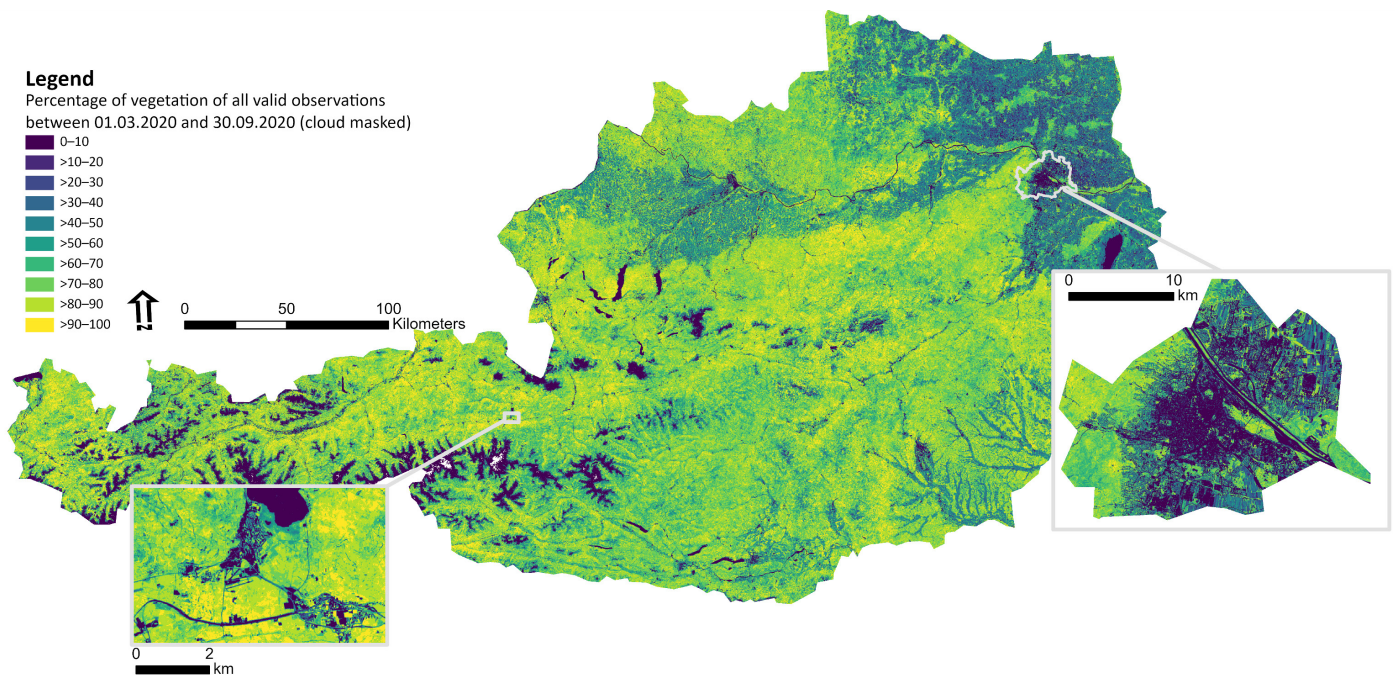 Legend
Percentage of vegetation of all valid observations
between 01.03.2020 and 30.09.2020 (cloud masked)
0–10
>10–20
>20–30
>30–40
>40–50
>50–60
>60–70
>70–80
>80–90
>90–100
N
0 50 100
Kilometers
0 10
km
0 2
km